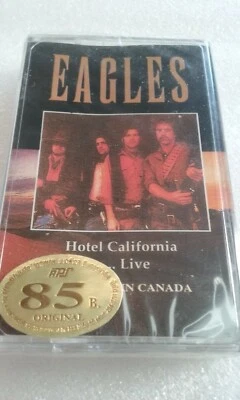 EAGLES
Hotel California
... Live
IN CANADA
85 B.
ORIGINAL